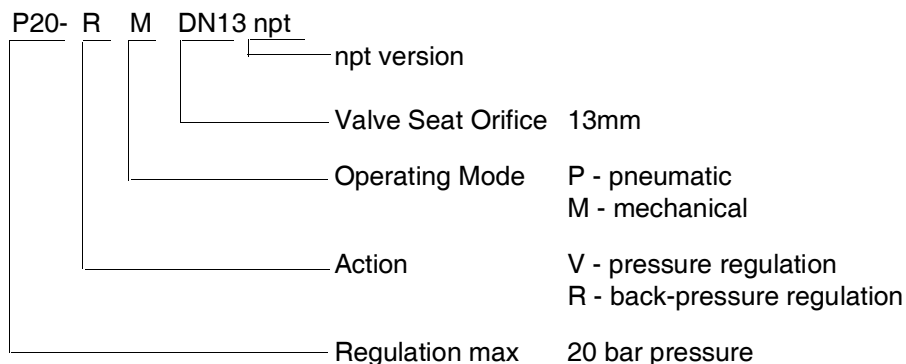 P20- R M DN13 npt
npt version
Valve Seat Orifice 13mm
Operating Mode P - pneumatic
M - mechanical
Action V - pressure regulation
R - back-pressure regulation
Regulation max 20 bar pressure